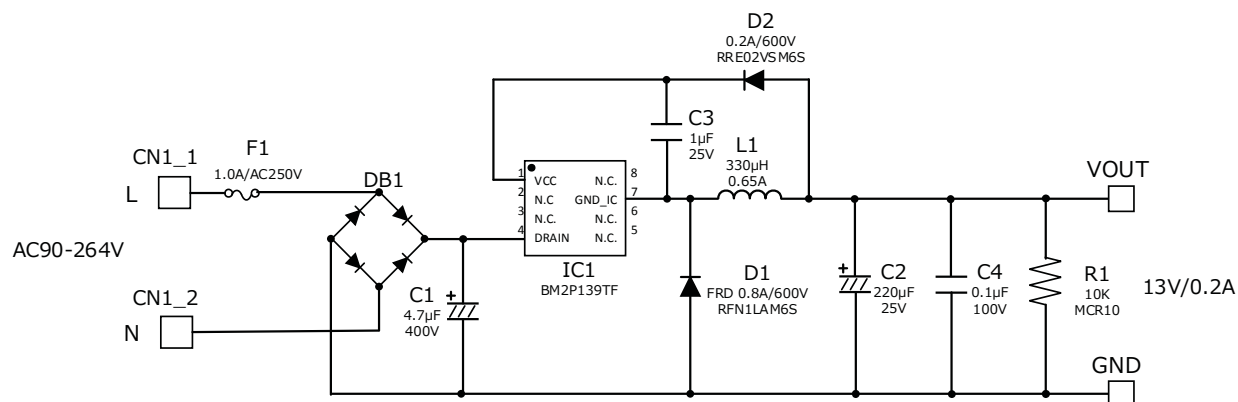 D2
0.2A/600V
RRE02VSM6S
C3
1µF
25V
L1
330µH
0.65A
CN1_1
L
F1
1.0A/AC250V
DB1
1 VCC N.C. 8
2 N.C GND_IC 7
3 N.C. N.C. 6
4 DRAIN N.C. 5
IC1
BM2P139TF
VOUT
AC90-264V
CN1_2
N
C1
+
4.7µF
400V
D1
FRD 0.8A/600V
RFN1LAM6S
+
C2
220µF
25V
C4
0.1µF
100V
R1
10K
MCR10
13V/0.2A
GND